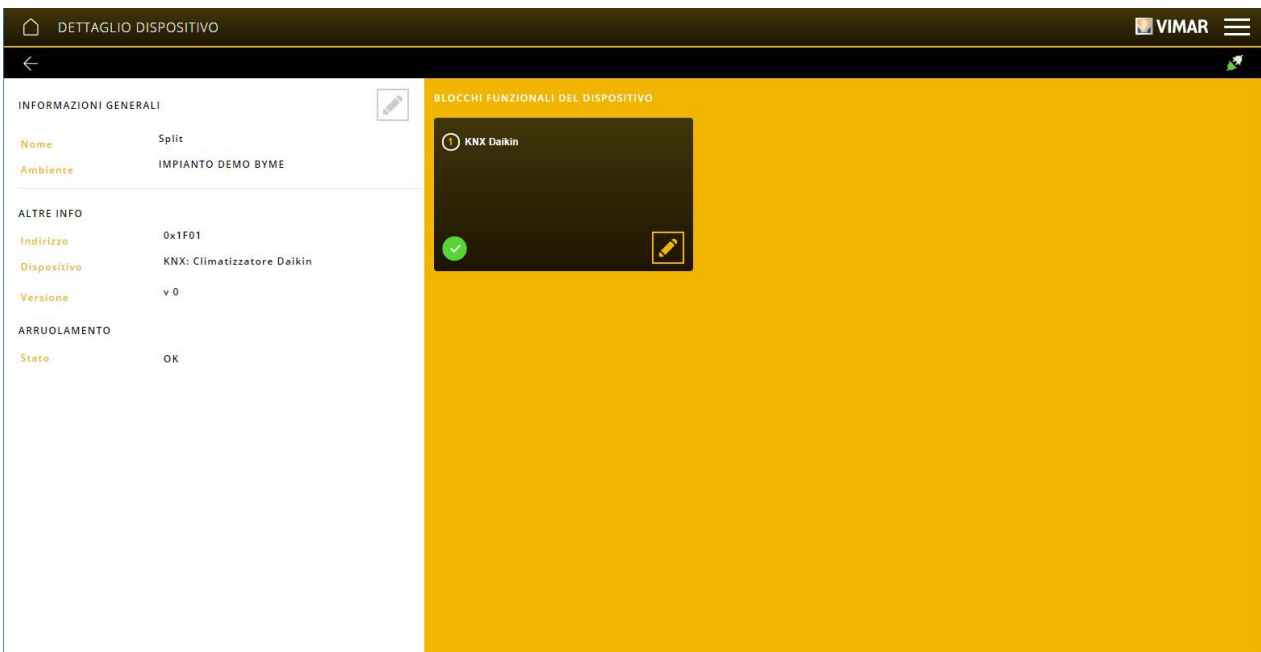 DETTAGLIO DISPOSITIVO
VIMAR
INFORMAZIONI GENERALI
Nome Split
Ambiente IMPIANTO DEMO BYME
ALTRE INFO
Indirizzo 0x1F01
Dispositivo KNX: Climatizzatore Daikin
Versione v 0
ARRUOLAMENTO
Stato OK
BLOCCHI FUNZIONALI DEL DISPOSITIVO
1 KNX Daikin